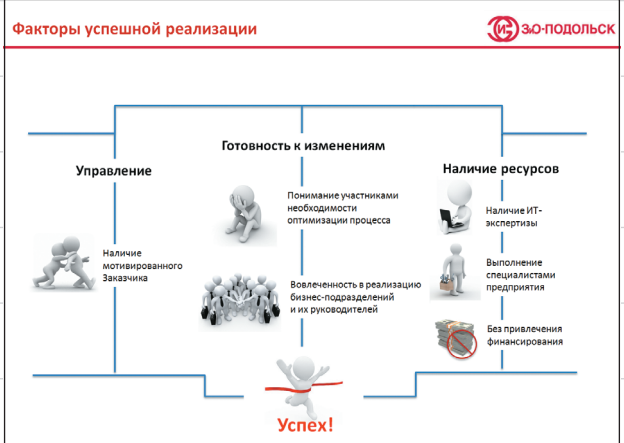 Факторы успешной реализации
ЗиО-ПОДОЛЬСК
Готовность к изменениям
Управление
Наличие ресурсов
Понимание участниками
необходимости
оптимизации процесса
Наличие ИТ-
экспертизы
Наличие
мотивированного
Заказчика
Вовлеченность в реализацию
бизнес-подразделений
и их руководителей
Выполнение
специалистами
предприятия
Без привлечения
финансирования
Успех!